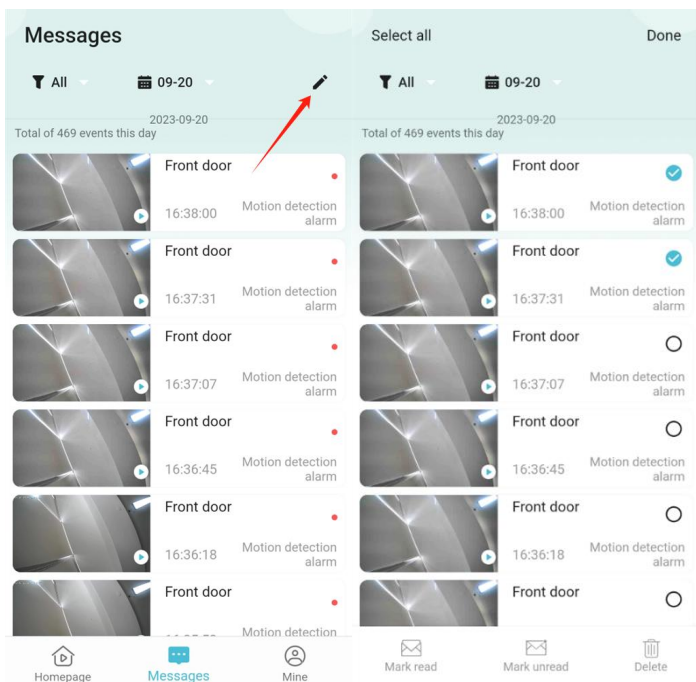 Messages
All
09-20
2023-09-20
Total of 469 events this day
Front door
16:38:00
Motion detection
alarm
Front door
16:37:31
Motion detection
alarm
Front door
16:37:07
Motion detection
alarm
Front door
16:36:45
Motion detection
alarm
Front door
16:36:18
Motion detection
alarm
Front door
Motion detection
Homepage
Messages
Mine
Select all
Done
All
09-20
2023-09-20
Total of 469 events this day
Front door
16:38:00
Motion detection
alarm
Front door
16:37:31
Motion detection
alarm
Front door
16:37:07
Motion detection
alarm
Front door
16:36:45
Motion detection
alarm
Front door
16:36:18
Motion detection
alarm
Front door
Mark read
Mark unread
Delete